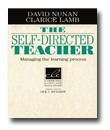 DAVID NUNAN
CLARICE LAMB
THE
SELF-DIRECTED
TEACHER
Managing the learning process